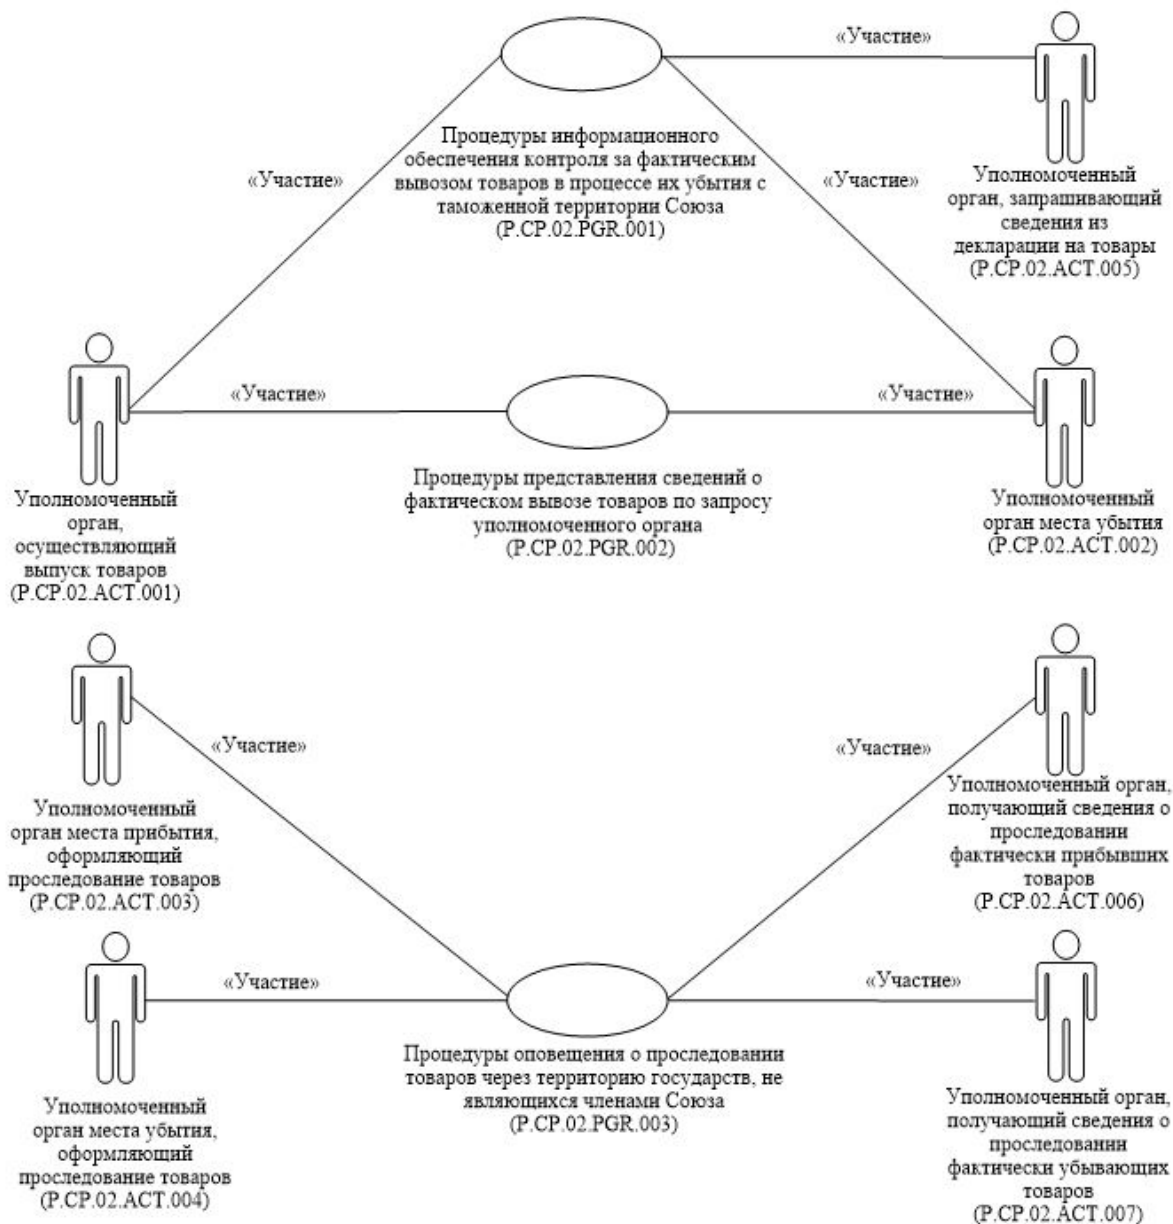 «Участие»
Процедуры информационного
обеспечения контроля за фактическим
вывозом товаров в процессе их убытия с
таможенной территории Союза
(P.CP.02.PGR.001)
Уполномоченный
орган, запрашивающий
сведения из
декларации на товары
(P.CP.02.ACT.005)
«Участие»
«Участие»
«Участие»
«Участие»
Уполномоченный
орган,
осуществляющий
выпуск товаров
(P.CP.02.ACT.001)
Процедуры представления сведений о
фактическом вывозе товаров по запросу
уполномоченного органа
(P.CP.02.PGR.002)
Уполномоченный
орган места убытия
(P.CP.02.ACT.002)
«Участие»
«Участие»
Уполномоченный
орган места прибытия,
оформляющий
проследование товаров
(P.CP.02.ACT.003)
Уполномоченный орган,
получающий сведения о
проследовании
фактически прибывших
товаров
(P.CP.02.ACT.006)
«Участие»
«Участие»
Процедуры оповещения о проследовании
товаров через территорию государств, не
являющихся членами Союза
(P.CP.02.PGR.003)
Уполномоченный
орган места убытия,
оформляющий
проследование товаров
(P.CP.02.ACT.004)
Уполномоченный орган,
получающий сведения о
проследовании
фактически убывающих
товаров
(P.CP.02.ACT.007)